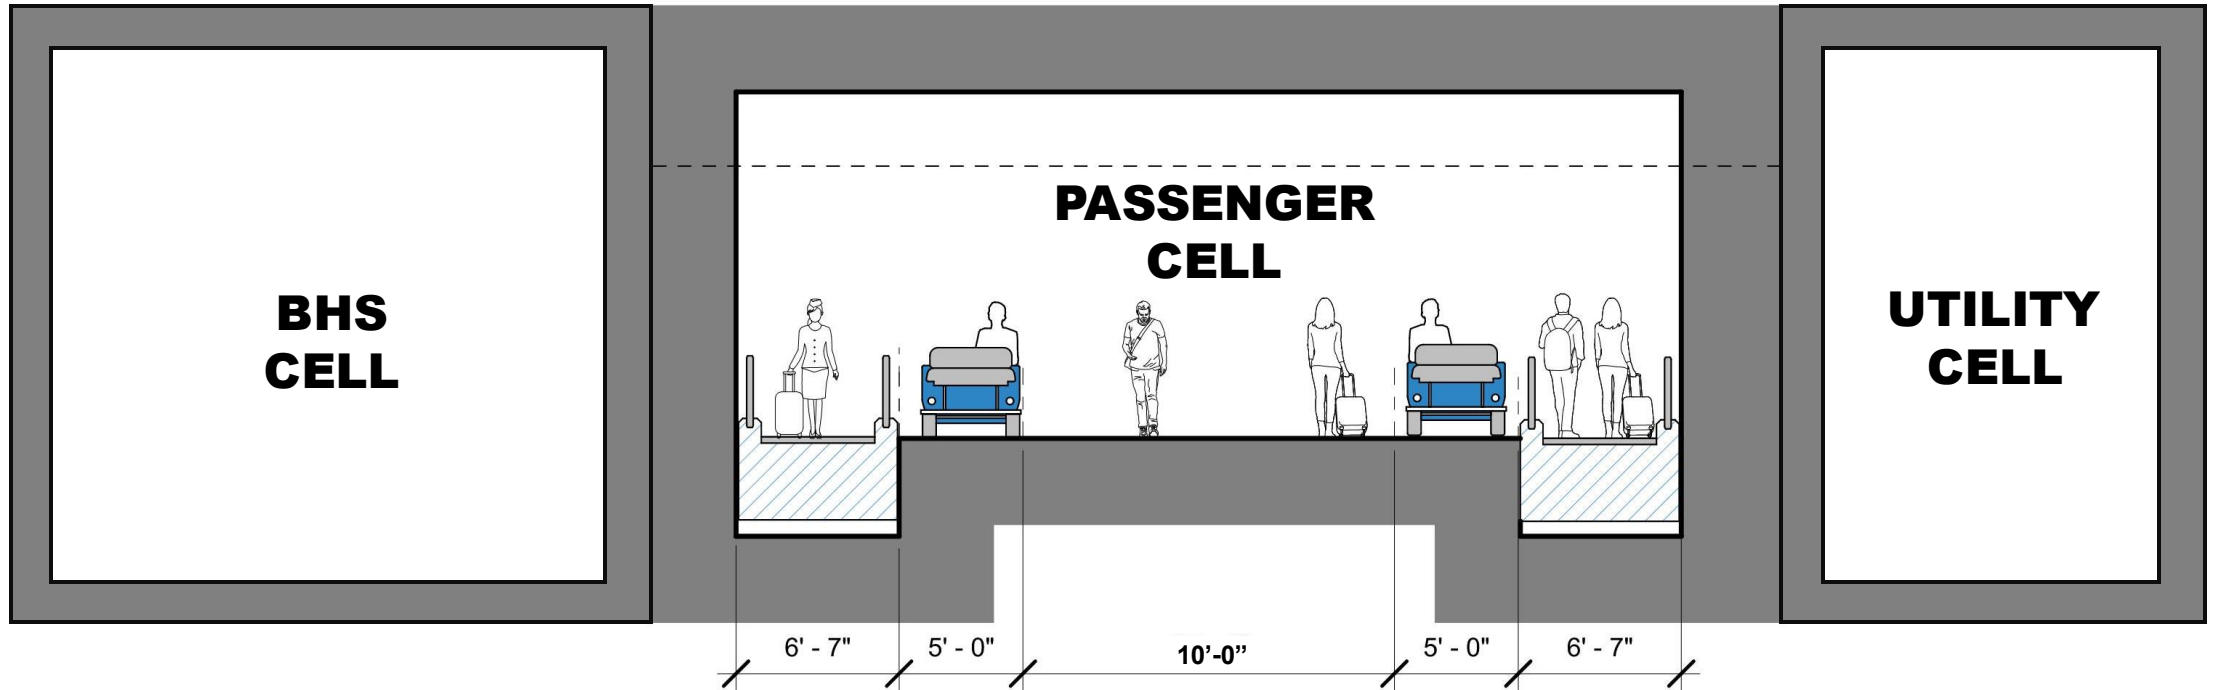 BHS
CELL
PASSENGER
CELL
UTILITY
CELL
6' - 7"
5' - 0"
10’-0”
5' - 0"
6' - 7"